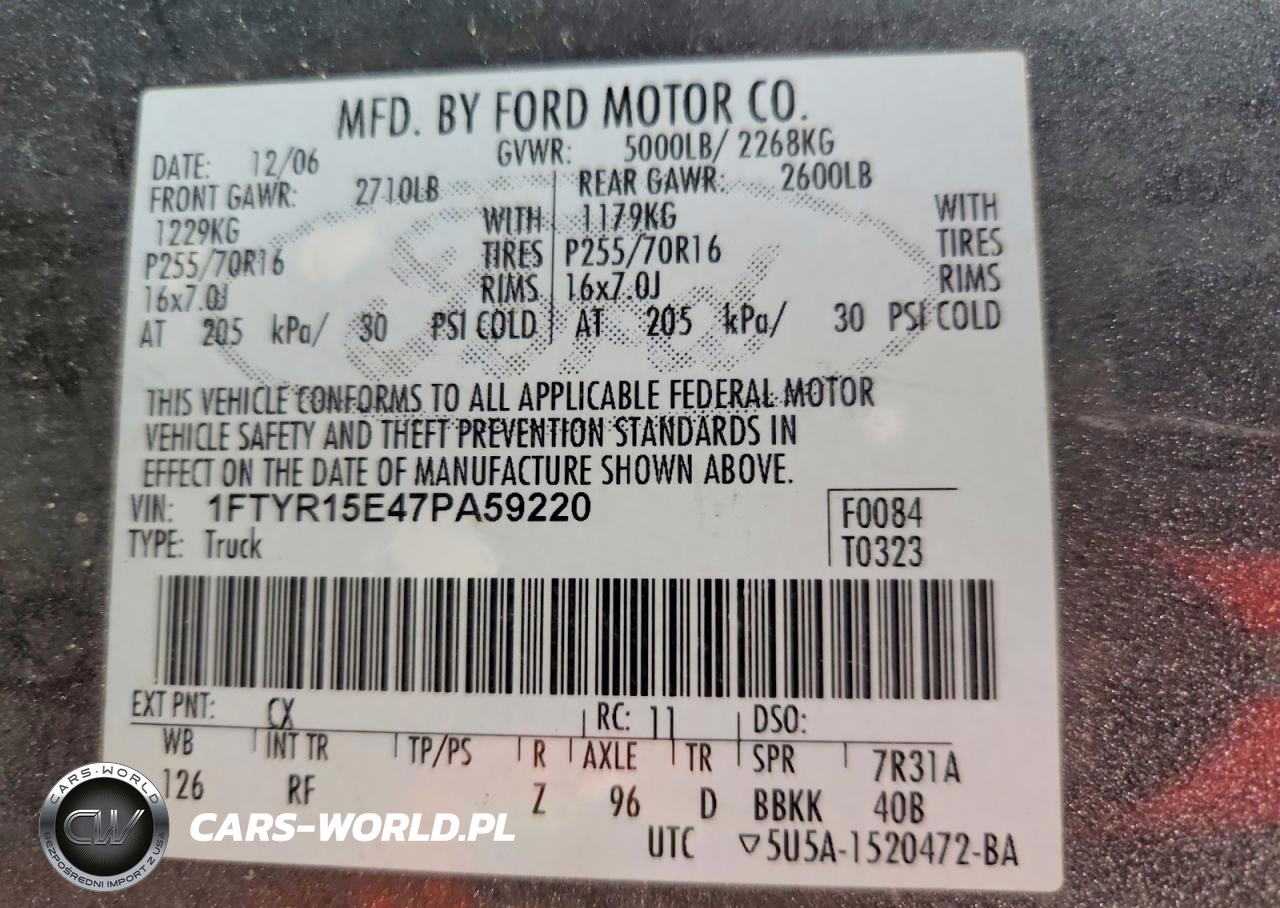 MFD. BY FORD MOTOR CO.
DATE: 12/06 GVWR: 5000LB/ 2268KG
FRONT GAWR: 2710LB REAR GAWR: 2600LB
1229KG WITH 1179KG WITH
P255/70R16 TIRES P255/70R16 TIRES
16x7.0J RIMS 16x7.0J RIMS
AT 205 kPa/ 30 PSI COLD AT 205 kPa/ 30 PSI COLD
THIS VEHICLE CONFORMS TO ALL APPLICABLE FEDERAL MOTOR
VEHICLE SAFETY AND THEFT PREVENTION STANDARDS IN
EFFECT ON THE DATE OF MANUFACTURE SHOWN ABOVE.
VIN: 1FTYR15E47PA59220 F0084
TYPE: Truck T0323
EXT PNT: CX RC: 11 DSO:
WB INT TR TP/PS R AXLE TR SPR 7R31A
126 RF Z 96 D BBKK 40B
UTC ▽5U5A-1520472-BA
Ford
CARS-WORLD
CW
BEZPOŚREDNI IMPORT Z USA
CARS-WORLD.PL